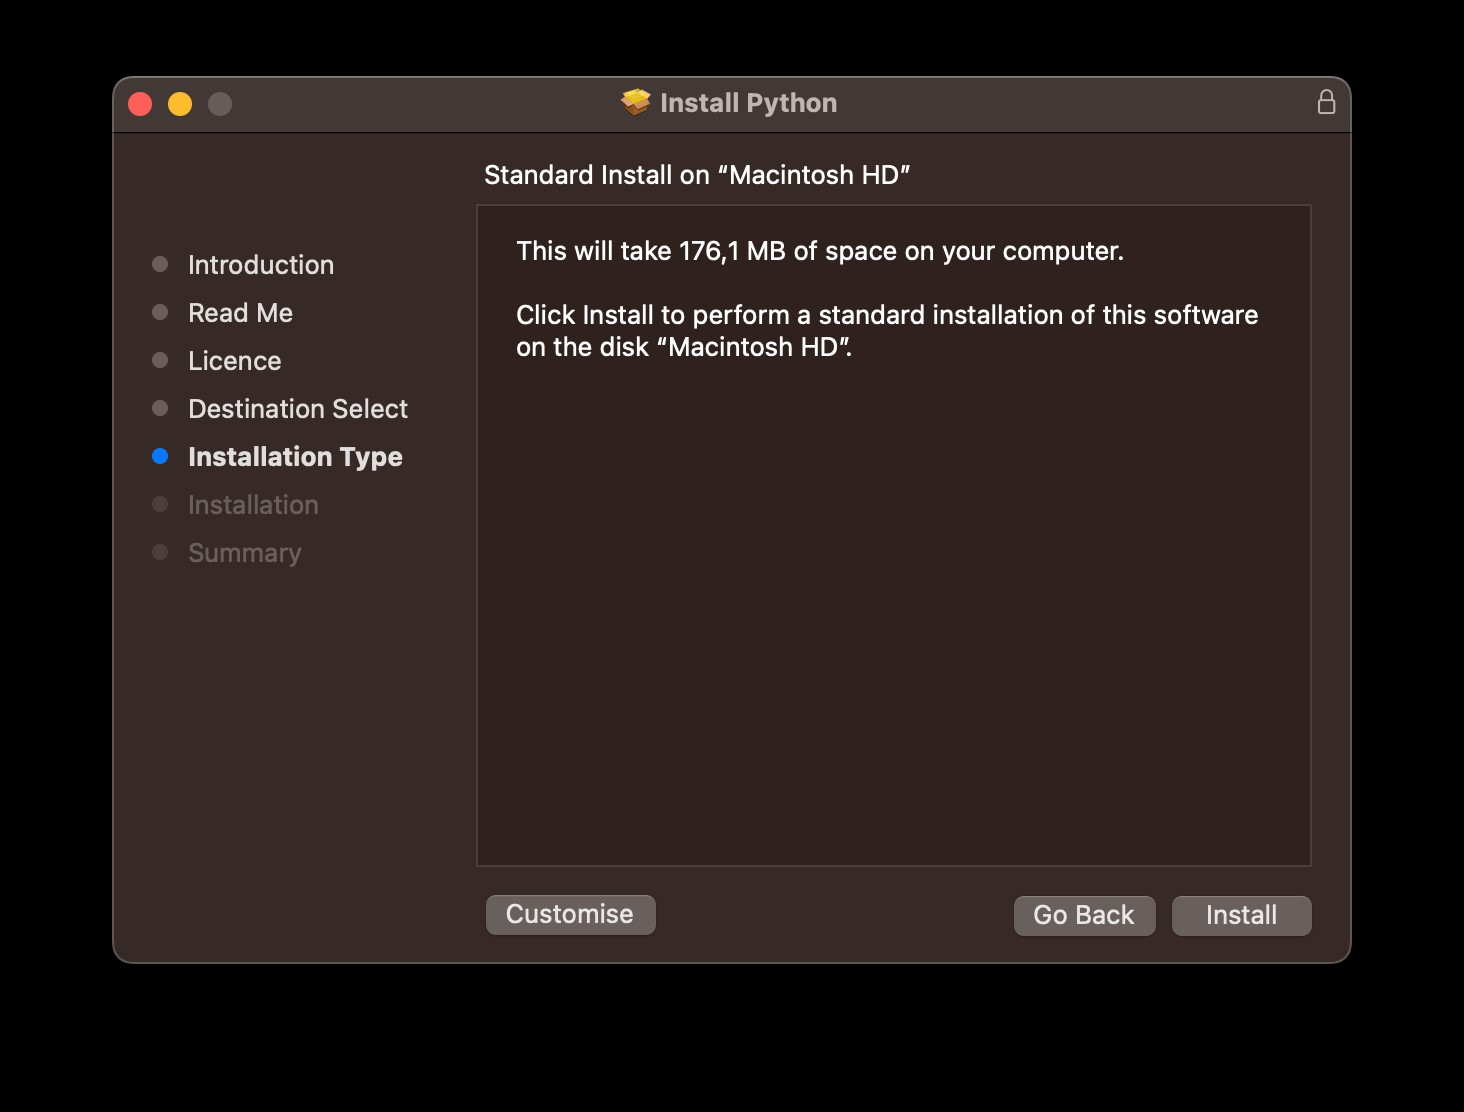 Install Python
Standard Install on “Macintosh HD”
Introduction
Read Me
Licence
Destination Select
Installation Type
Installation
Summary
This will take 176,1 MB of space on your computer.
Click Install to perform a standard installation of this software
on the disk “Macintosh HD”.
Customise
Go Back
Install